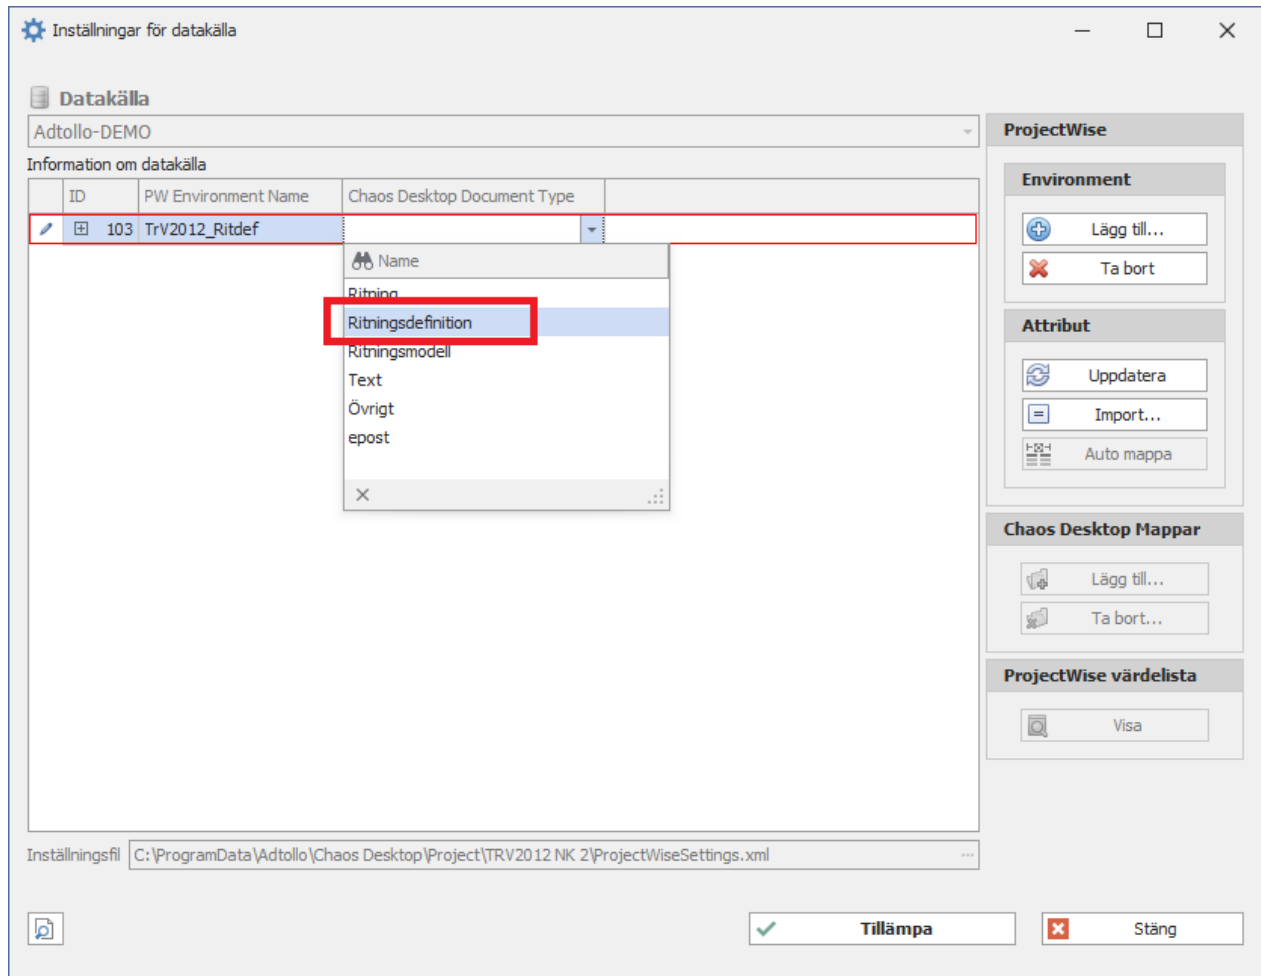 Inställningar för datakälla
Datakälla
Adtollo-DEMO
Information om datakälla
ID PW Environment Name Chaos Desktop Document Type
103 TrV2012_Ritdef
Name
Ritning
Ritningsdefinition
Ritningsmodell
Text
Övrigt
epost
Inställningsfil C:\ProgramData\Adtollo\Chaos Desktop\Project\TRV2012 NK 2\ProjectWiseSettings.xml ...
ProjectWise
Environment
Lägg till...
Ta bort
Attribut
Uppdatera
Import...
Auto mappa
Chaos Desktop Mappar
Lägg till...
Ta bort...
ProjectWise värdelista
Visa
Tillämpa
Stäng